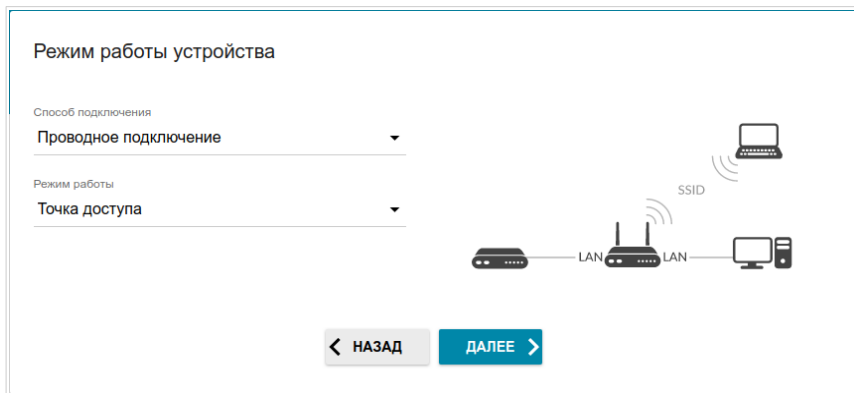 Режим работы устройства
Способ подключения
Проводное подключение
Режим работы
Точка доступа
SSID
LAN
LAN
НАЗАД
ДАЛЕЕ